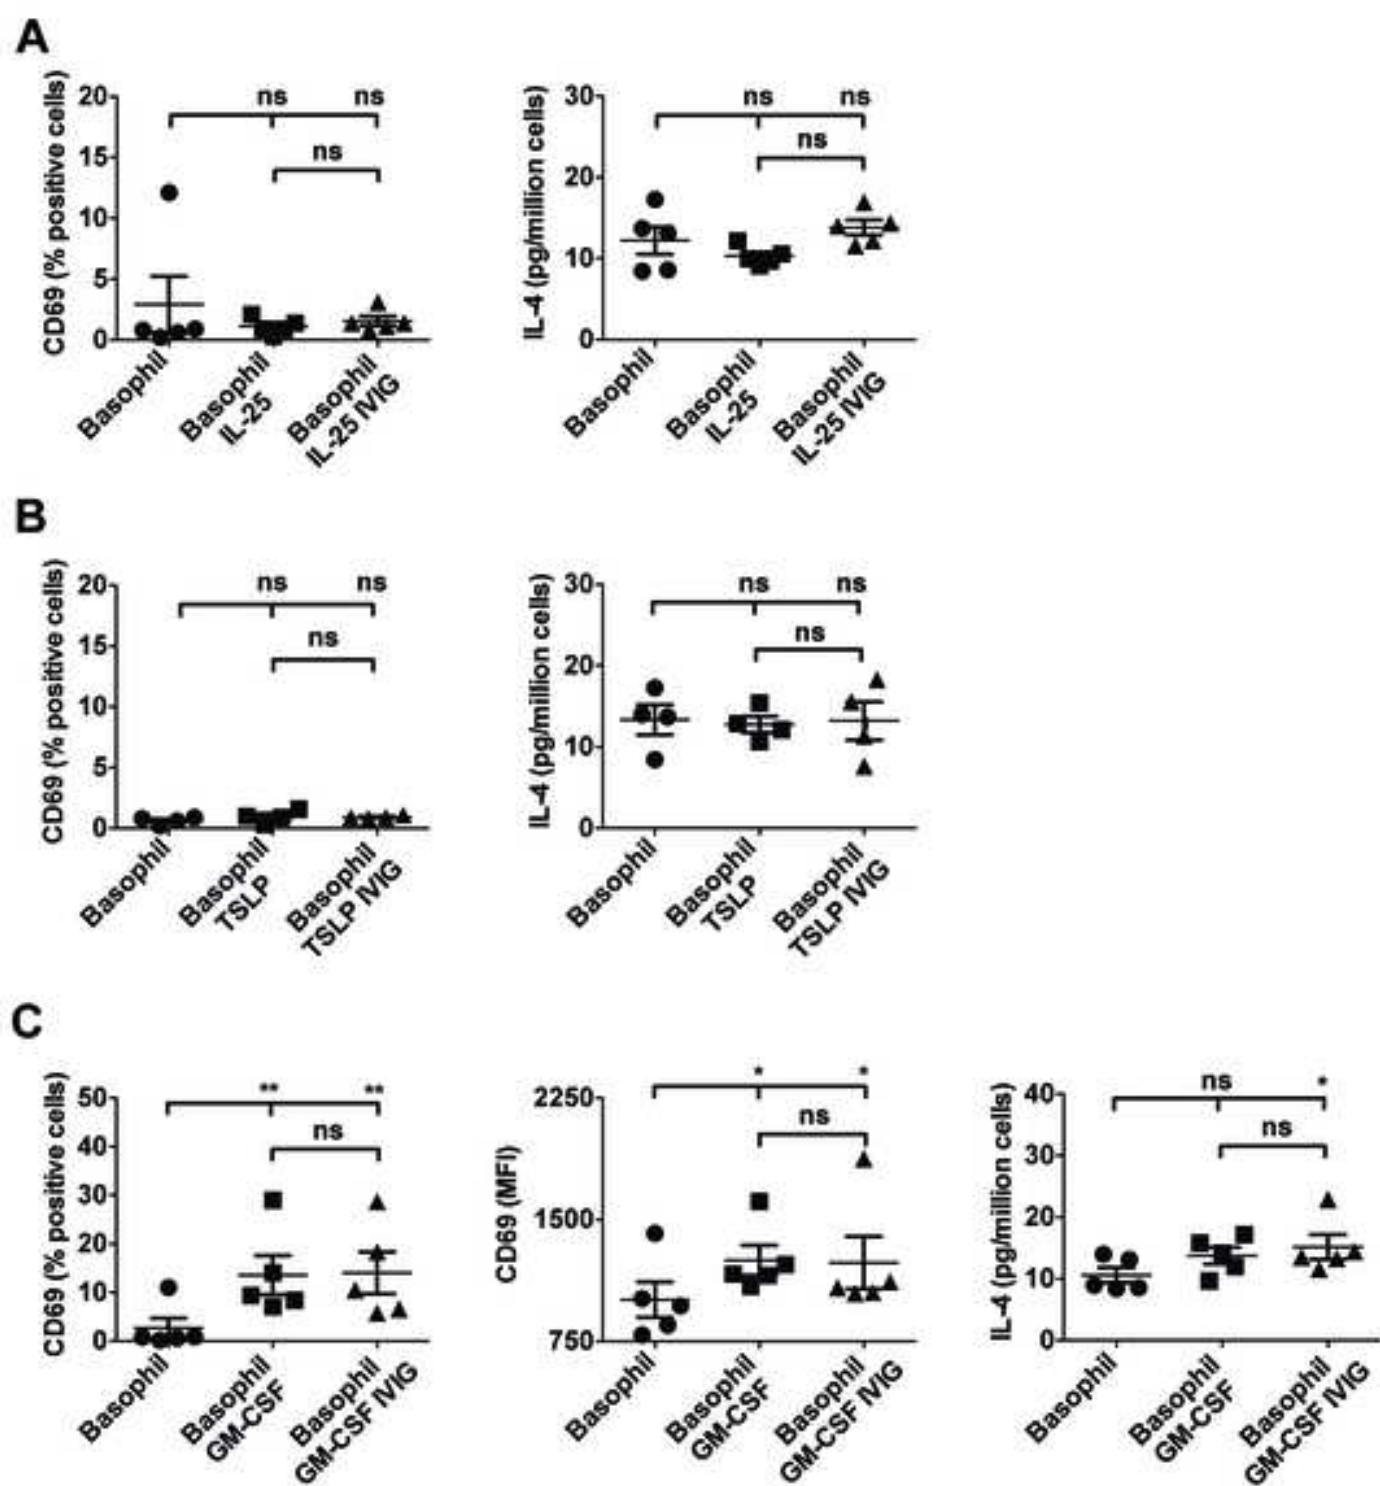 A
CD69 (% positive cells)
20
15
10
5
0
ns
ns
ns
Basophil
Basophil
IL-25
Basophil
IL-25 IVIG
IL-4 (pg/million cells)
30
20
10
0
ns
ns
ns
Basophil
Basophil
IL-25
Basophil
IL-25 IVIG
B
CD69 (% positive cells)
20
15
10
5
0
ns
ns
ns
Basophil
Basophil
TSLP
Basophil
TSLP IVIG
IL-4 (pg/million cells)
30
20
10
0
ns
ns
ns
Basophil
Basophil
TSLP
Basophil
TSLP IVIG
C
CD69 (% positive cells)
50
40
30
20
10
0
**
**
ns
Basophil
Basophil
GM-CSF
Basophil
GM-CSF IVIG
CD69 (MFI)
2250
1500
750
*
*
ns
Basophil
Basophil
GM-CSF
Basophil
GM-CSF IVIG
IL-4 (pg/million cells)
40
30
20
10
0
ns
*
ns
Basophil
Basophil
GM-CSF
Basophil
GM-CSF IVIG